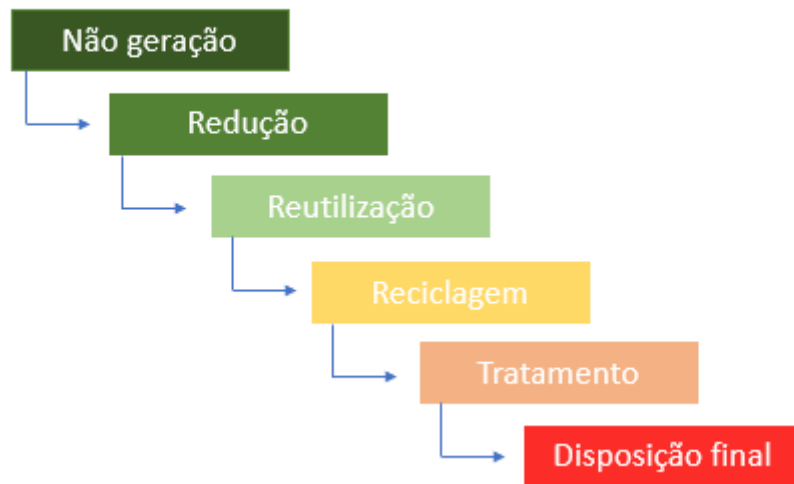 Não geração
Redução
Reutilização
Reciclagem
Tratamento
Disposição final